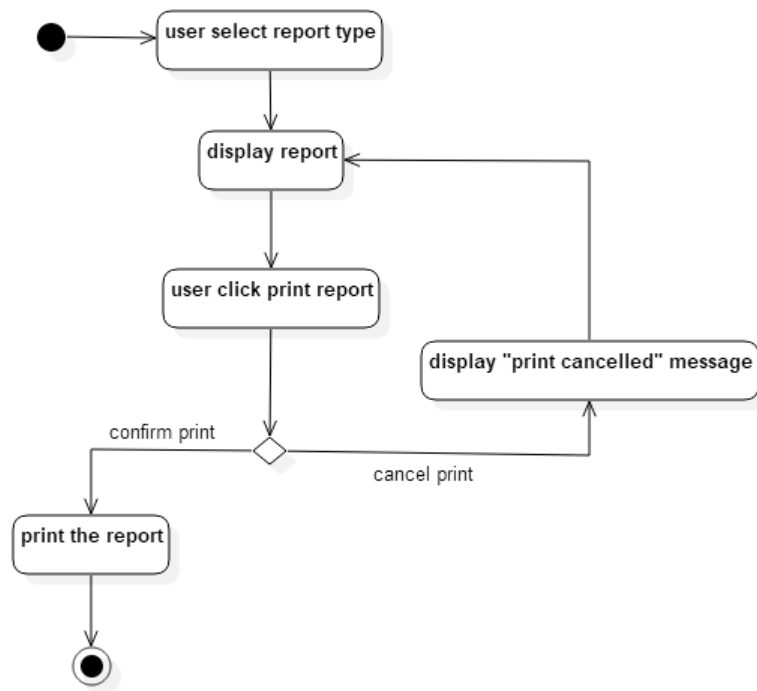 user select report type
display report
user click print report
display "print cancelled" message
confirm print
cancel print
print the report